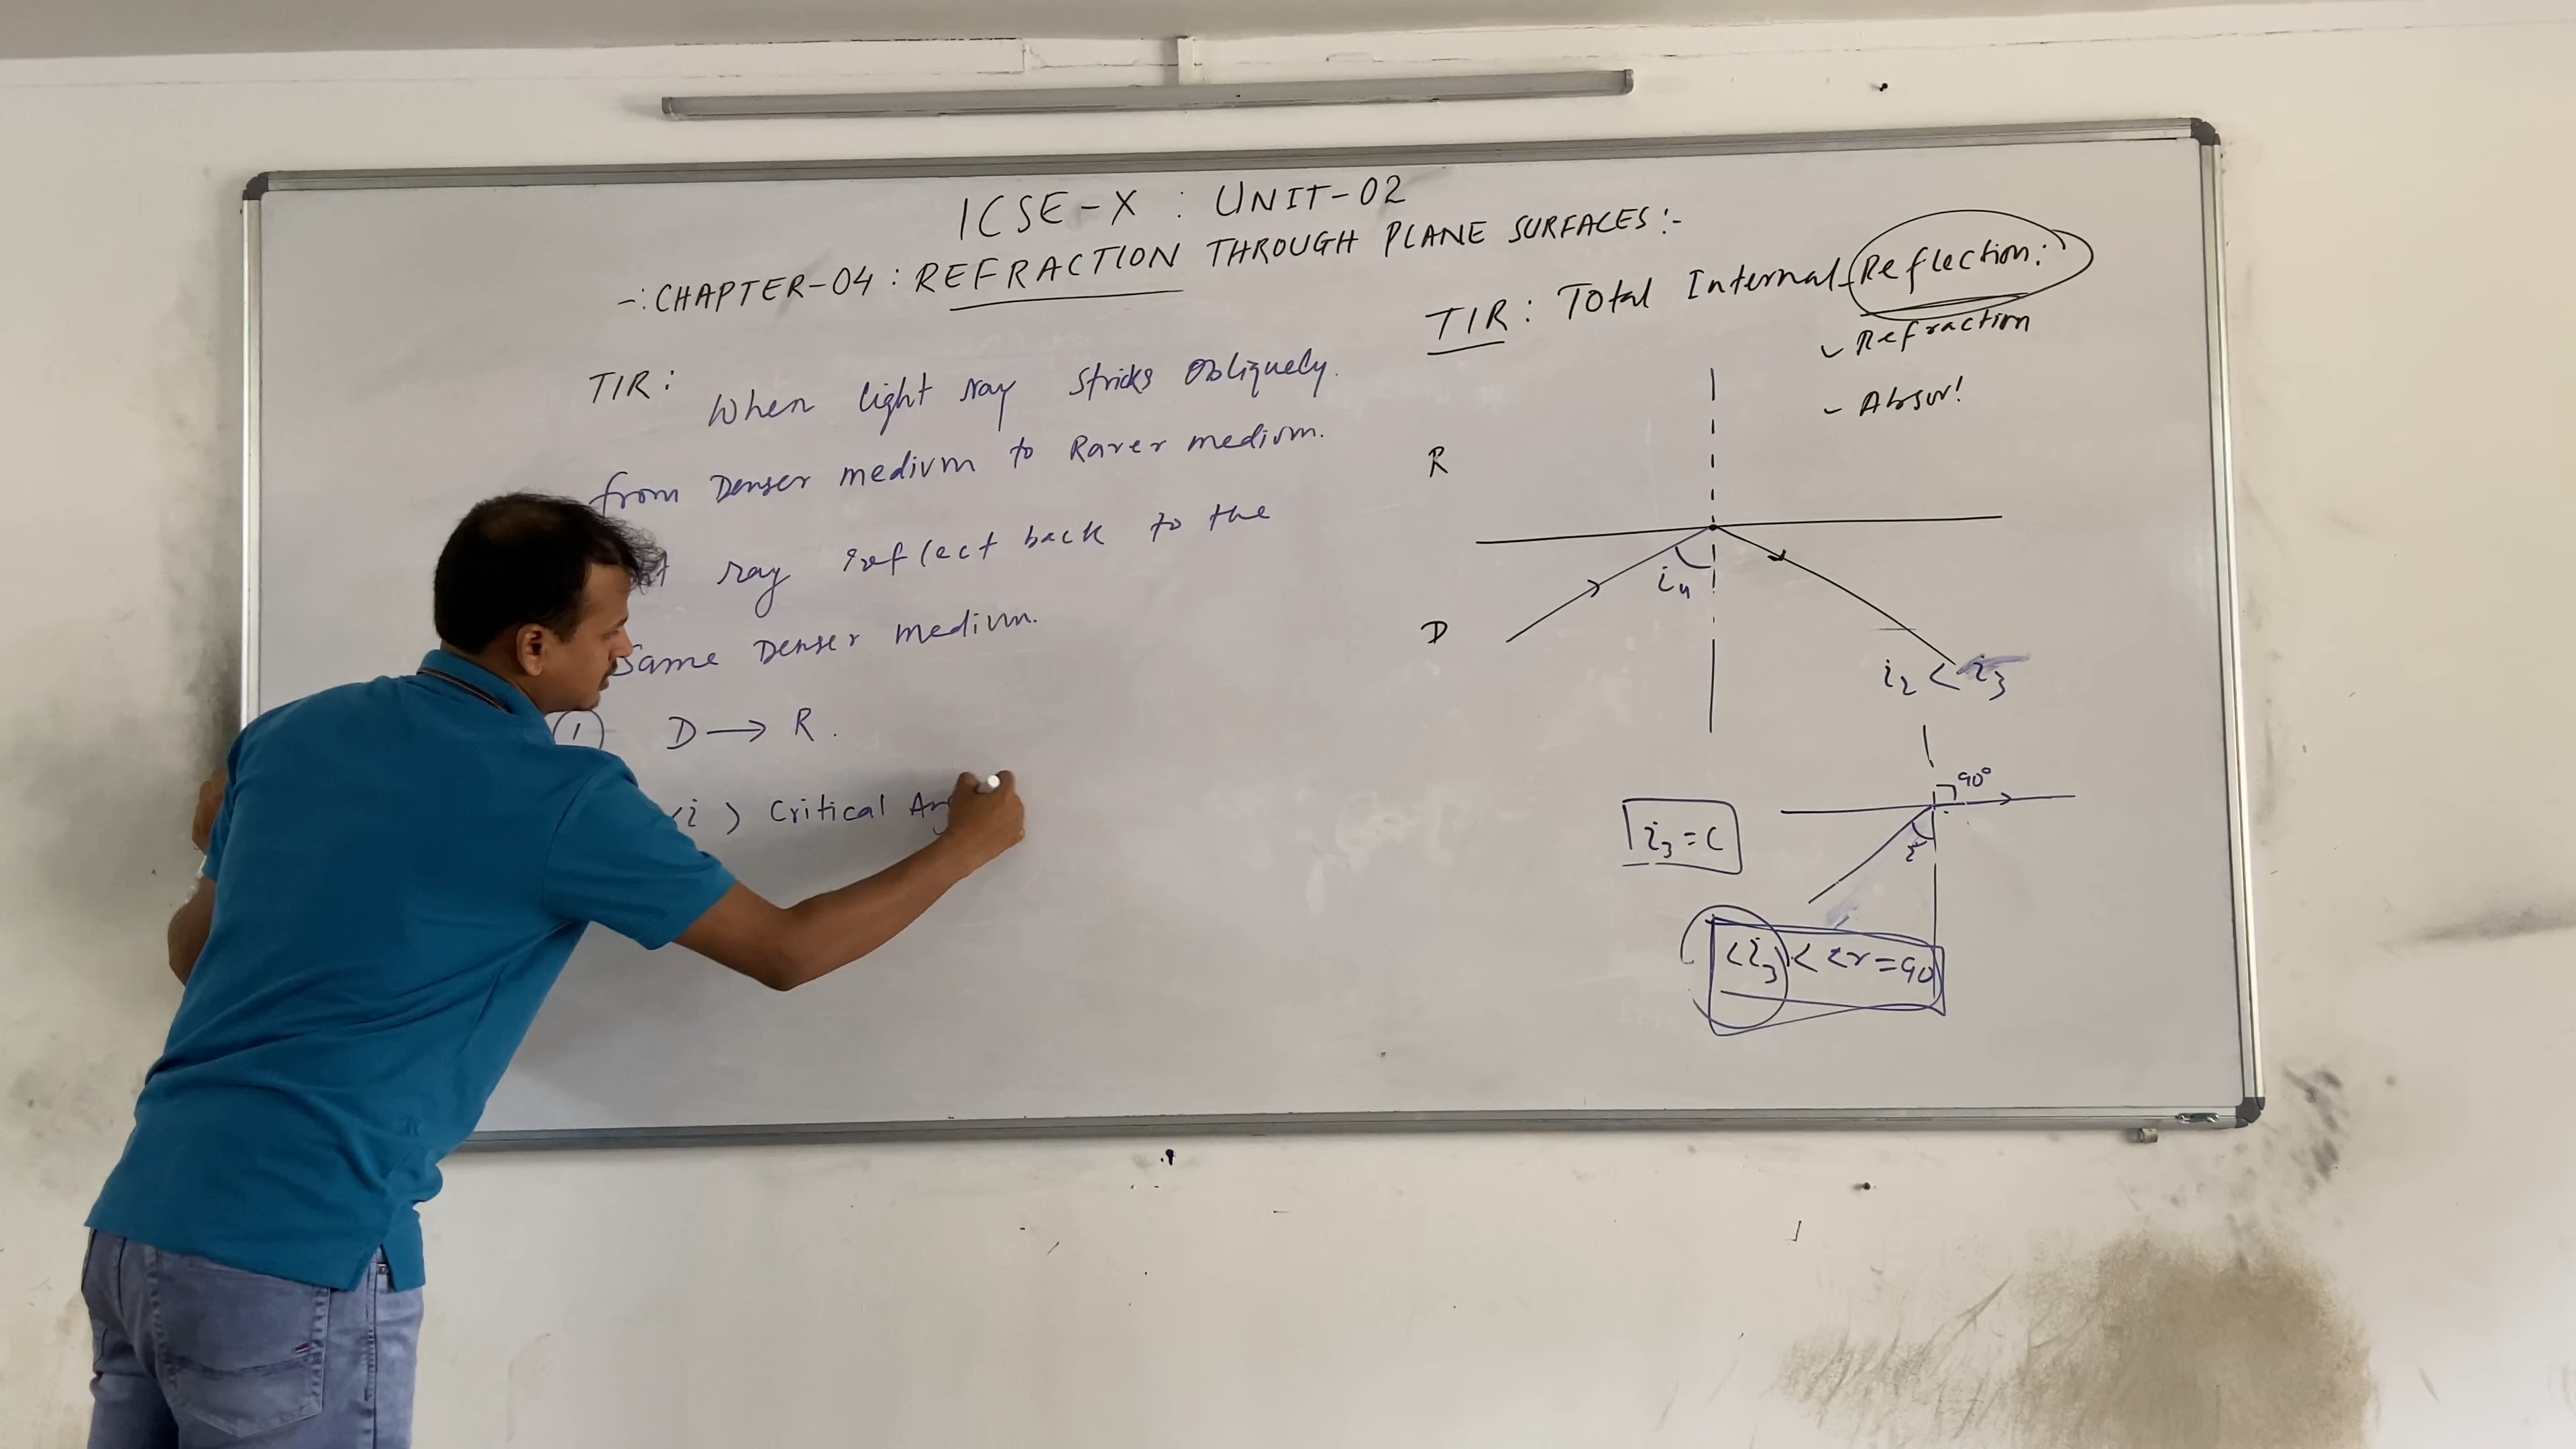 ICSE-X : UNIT-02
-: CHAPTER-04 : REFRACTION THROUGH PLANE SURFACES :-
TIR : When light ray stricks Obliquely.
from Denser medium to Rarer medium.
ray reflect back to the
Same Denser medium.
① D → R.
i > Critical Ang
TIR : Total Internal Reflection :
- Refraction
- Absor!
R
D
i₄
i₂ < i₃
90°
i
i₃ = C
<i₃ < <r = 90